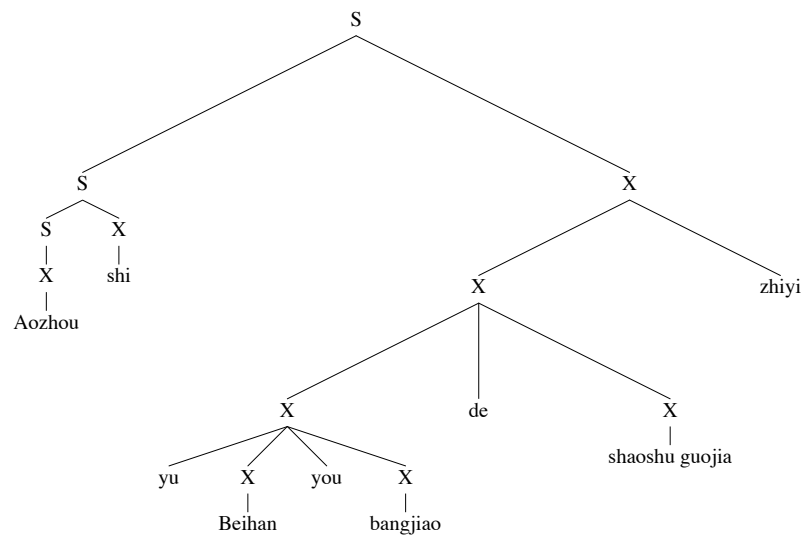 S
S X
S X
X shi X zhiyi
Aozhou
X de X
shaoshu guojia
yu X you X
Beihan bangjiao